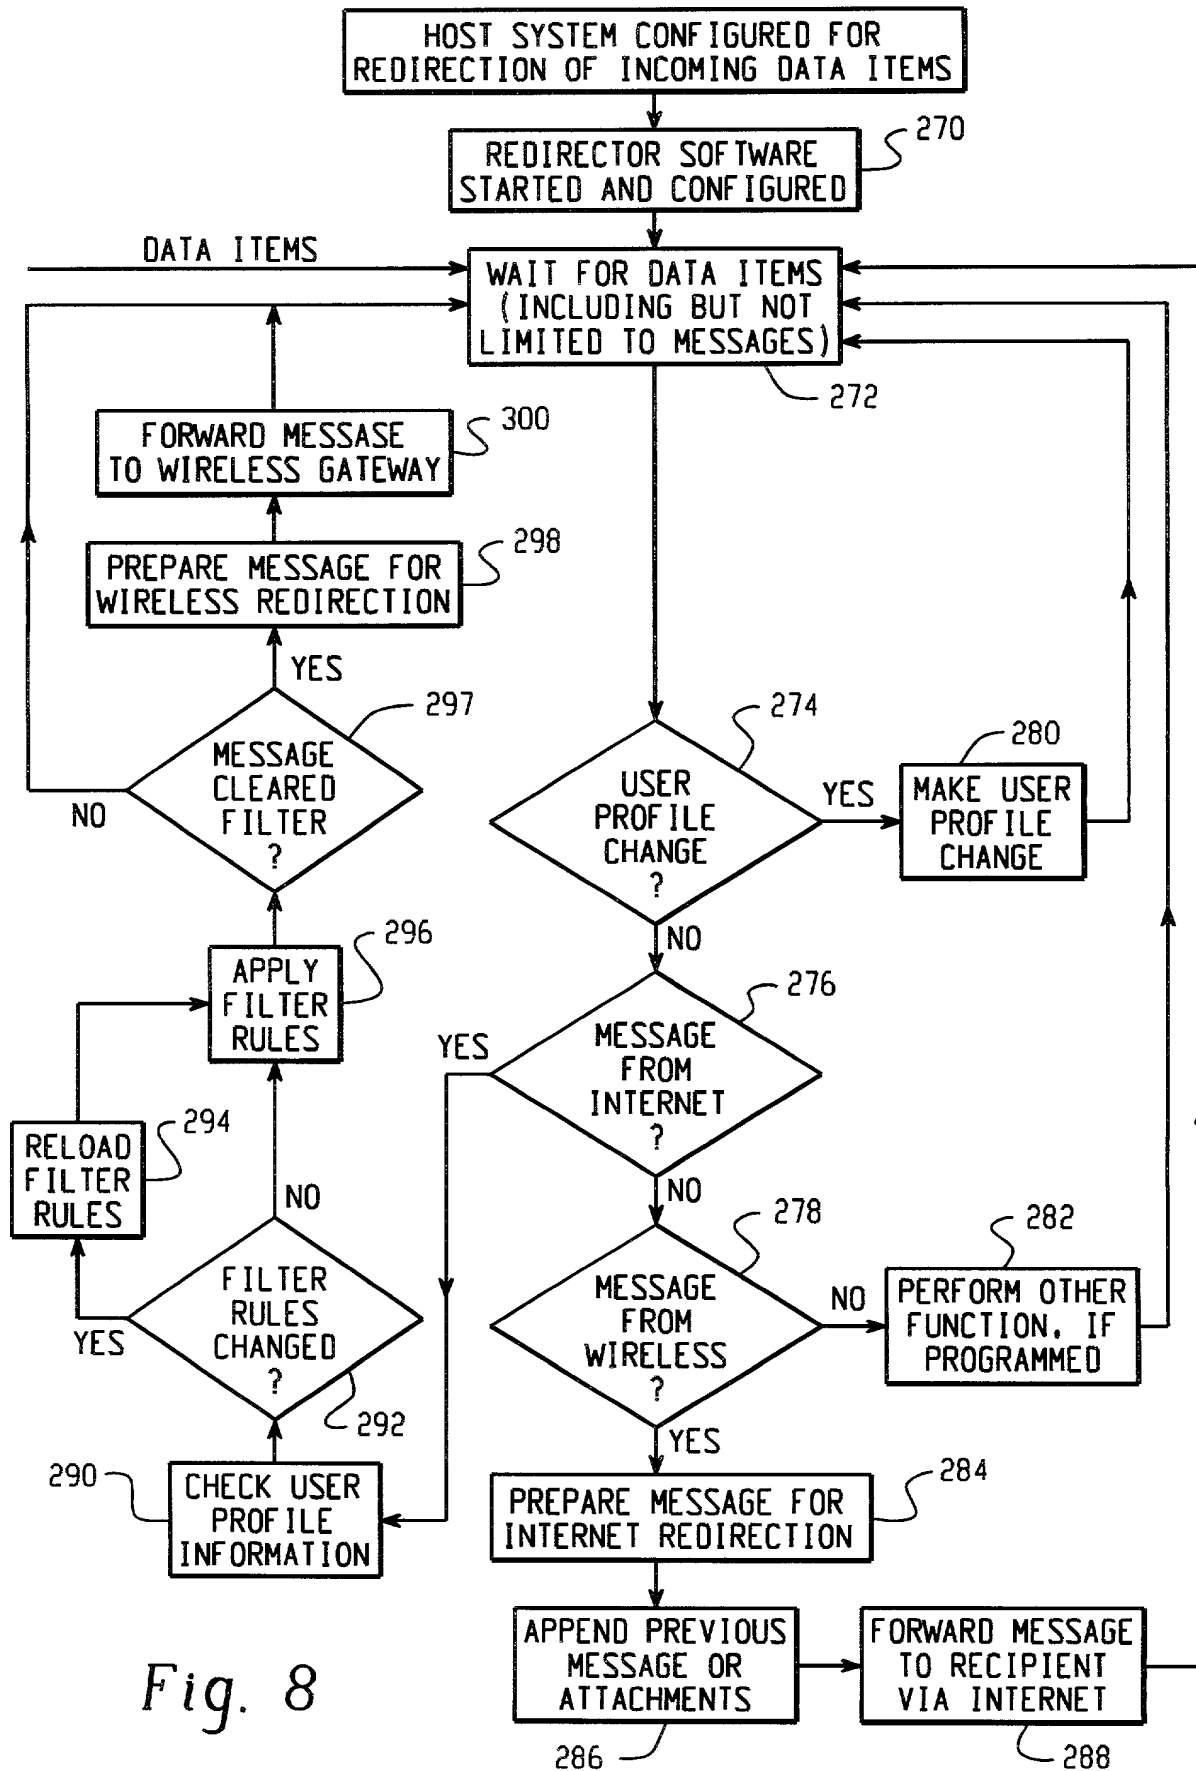 HOST SYSTEM CONFIGURED FOR
REDIRECTION OF INCOMING DATA ITEMS
270
REDIRECTOR SOFTWARE
STARTED AND CONFIGURED
DATA ITEMS
WAIT FOR DATA ITEMS
(INCLUDING BUT NOT
LIMITED TO MESSAGES)
272
300
FORWARD MESSASE
TO WIRELESS GATEWAY
298
PREPARE MESSAGE FOR
WIRELESS REDIRECTION
YES
297
MESSAGE
CLEARED
FILTER
?
NO
274
USER
PROFILE
CHANGE
?
YES
280
MAKE USER
PROFILE
CHANGE
NO
296
APPLY
FILTER
RULES
276
MESSAGE
FROM
INTERNET
?
YES
NO
294
RELOAD
FILTER
RULES
NO
278
MESSAGE
FROM
WIRELESS
?
NO
282
PERFORM OTHER
FUNCTION. IF
PROGRAMMED
FILTER
RULES
CHANGED
?
YES
292
YES
290
CHECK USER
PROFILE
INFORMATION
284
PREPARE MESSAGE FOR
INTERNET REDIRECTION
APPEND PREVIOUS
MESSAGE OR
ATTACHMENTS
286
FORWARD MESSAGE
TO RECIPIENT
VIA INTERNET
288
Fig. 8